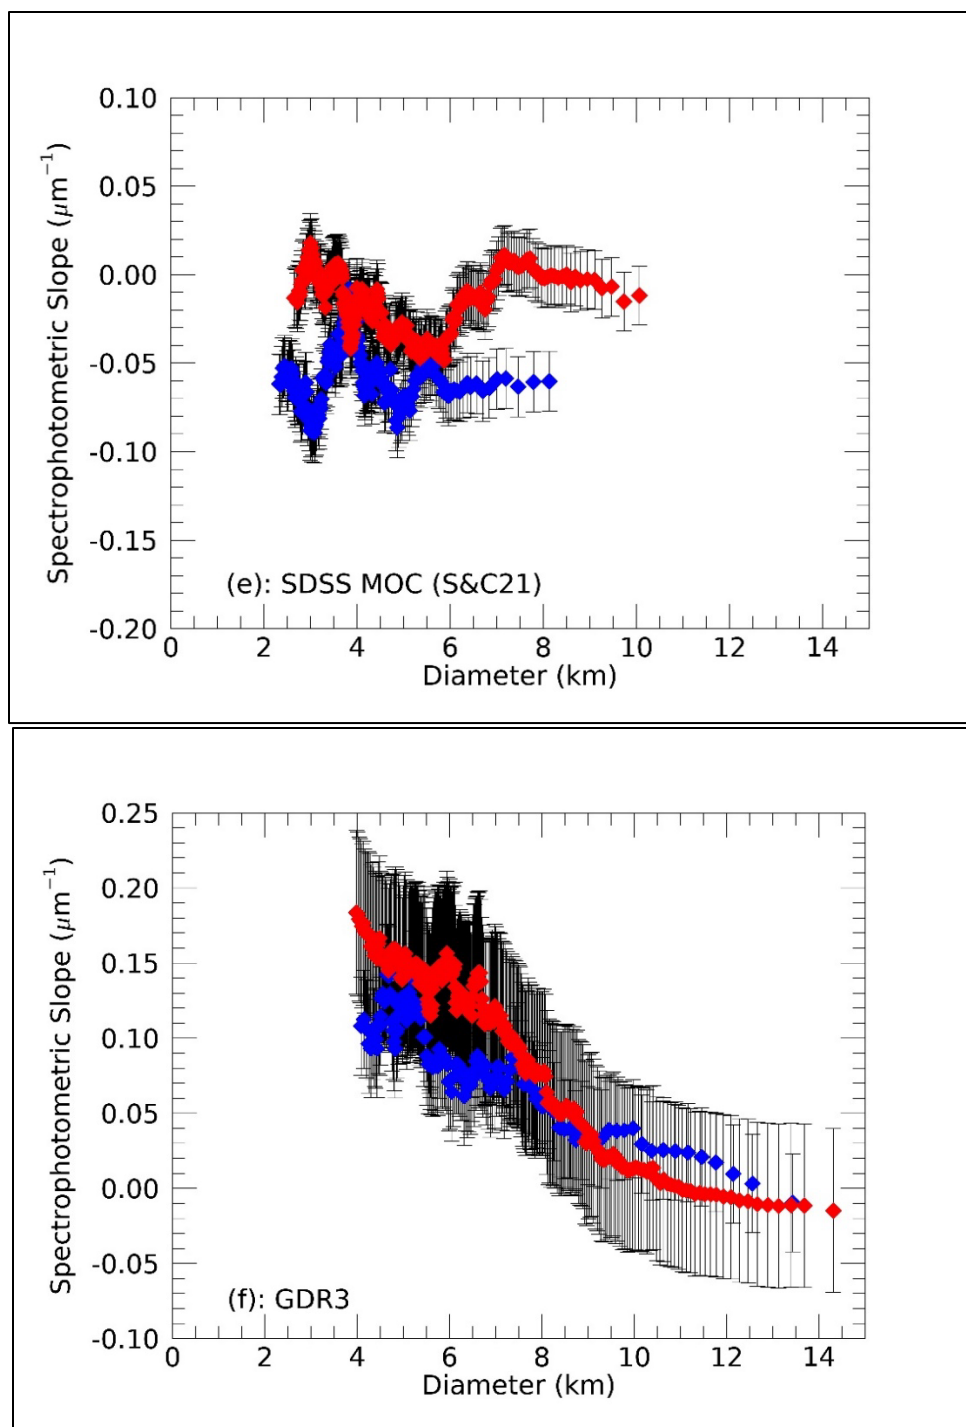 0.10
0.05
0.00
-0.05
-0.10
-0.15
-0.20
Spectrophotometric Slope (μm⁻¹)
(e): SDSS MOC (S&C21)
0 2 4 6 8 10 12 14
Diameter (km)
0.25
0.20
0.15
0.10
0.05
0.00
-0.05
-0.10
Spectrophotometric Slope (μm⁻¹)
(f): GDR3
0 2 4 6 8 10 12 14
Diameter (km)